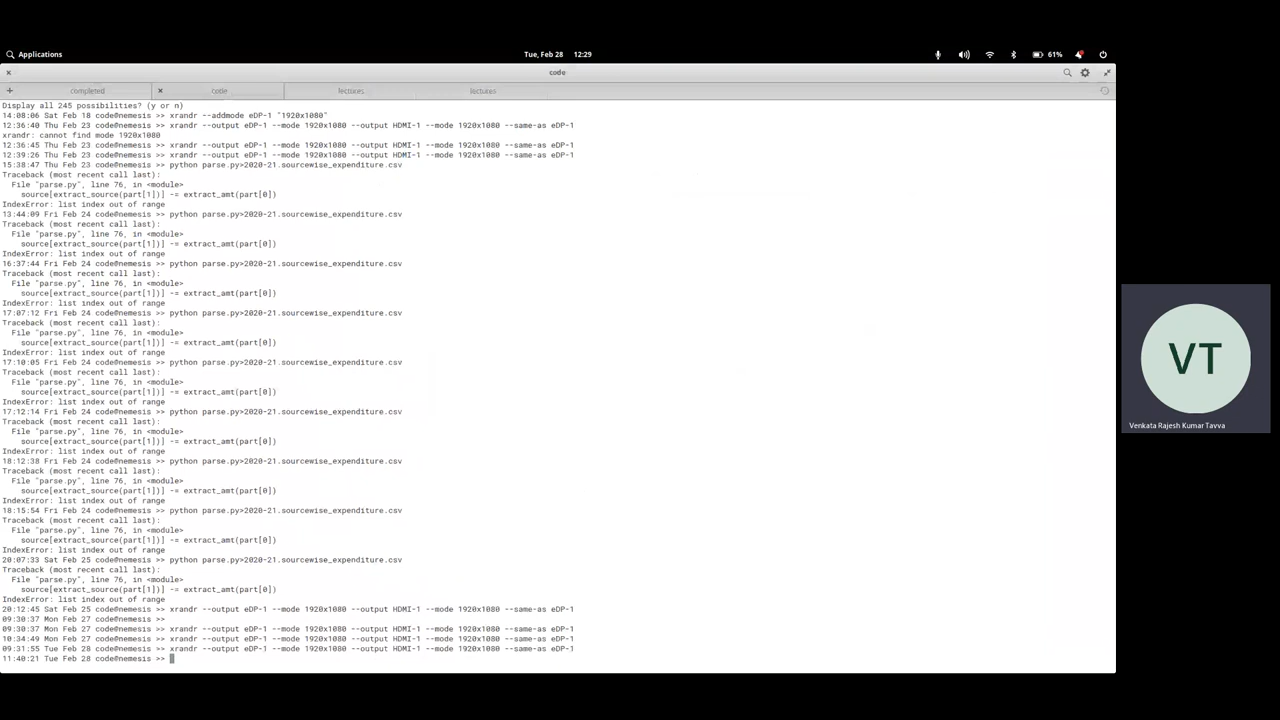 Applications
Tue, Feb 28 12:29
61%
code
completed
code
lectures
lectures
Display all 245 possibilities? (y or n)
14:08:06 Sat Feb 18 code@nemesis >> xrandr --addmode eDP-1 "1920x1080"
12:36:40 Thu Feb 23 code@nemesis >> xrandr --output eDP-1 --mode 1920x1080 --output HDMI-1 --mode 1920x1080 --same-as eDP-1
xrandr: cannot find mode 1920x1080
12:36:45 Thu Feb 23 code@nemesis >> xrandr --output eDP-1 --mode 1920x1080 --output HDMI-1 --mode 1920x1080 --same-as eDP-1
12:39:26 Thu Feb 23 code@nemesis >> xrandr --output eDP-1 --mode 1920x1080 --output HDMI-1 --mode 1920x1080 --same-as eDP-1
15:38:47 Thu Feb 23 code@nemesis >> python parse.py>2020-21.sourcewise_expenditure.csv
Traceback (most recent call last):
File "parse.py", line 76, in <module>
source[extract_source(part[1])] -= extract_amt(part[0])
IndexError: list index out of range
13:44:09 Fri Feb 24 code@nemesis >> python parse.py>2020-21.sourcewise_expenditure.csv
Traceback (most recent call last):
File "parse.py", line 76, in <module>
source[extract_source(part[1])] -= extract_amt(part[0])
IndexError: list index out of range
16:37:44 Fri Feb 24 code@nemesis >> python parse.py>2020-21.sourcewise_expenditure.csv
Traceback (most recent call last):
File "parse.py", line 76, in <module>
source[extract_source(part[1])] -= extract_amt(part[0])
IndexError: list index out of range
17:07:12 Fri Feb 24 code@nemesis >> python parse.py>2020-21.sourcewise_expenditure.csv
Traceback (most recent call last):
File "parse.py", line 76, in <module>
source[extract_source(part[1])] -= extract_amt(part[0])
IndexError: list index out of range
17:10:05 Fri Feb 24 code@nemesis >> python parse.py>2020-21.sourcewise_expenditure.csv
Traceback (most recent call last):
File "parse.py", line 76, in <module>
source[extract_source(part[1])] -= extract_amt(part[0])
IndexError: list index out of range
17:12:14 Fri Feb 24 code@nemesis >> python parse.py>2020-21.sourcewise_expenditure.csv
Traceback (most recent call last):
File "parse.py", line 76, in <module>
source[extract_source(part[1])] -= extract_amt(part[0])
IndexError: list index out of range
18:12:38 Fri Feb 24 code@nemesis >> python parse.py>2020-21.sourcewise_expenditure.csv
Traceback (most recent call last):
File "parse.py", line 76, in <module>
source[extract_source(part[1])] -= extract_amt(part[0])
IndexError: list index out of range
18:15:54 Fri Feb 24 code@nemesis >> python parse.py>2020-21.sourcewise_expenditure.csv
Traceback (most recent call last):
File "parse.py", line 76, in <module>
source[extract_source(part[1])] -= extract_amt(part[0])
IndexError: list index out of range
20:07:33 Sat Feb 25 code@nemesis >> python parse.py>2020-21.sourcewise_expenditure.csv
Traceback (most recent call last):
File "parse.py", line 76, in <module>
source[extract_source(part[1])] -= extract_amt(part[0])
IndexError: list index out of range
20:12:45 Sat Feb 25 code@nemesis >> xrandr --output eDP-1 --mode 1920x1080 --output HDMI-1 --mode 1920x1080 --same-as eDP-1
09:30:37 Mon Feb 27 code@nemesis >>
09:30:37 Mon Feb 27 code@nemesis >> xrandr --output eDP-1 --mode 1920x1080 --output HDMI-1 --mode 1920x1080 --same-as eDP-1
10:34:49 Mon Feb 27 code@nemesis >> xrandr --output eDP-1 --mode 1920x1080 --output HDMI-1 --mode 1920x1080 --same-as eDP-1
09:31:55 Tue Feb 28 code@nemesis >> xrandr --output eDP-1 --mode 1920x1080 --output HDMI-1 --mode 1920x1080 --same-as eDP-1
11:40:21 Tue Feb 28 code@nemesis >>
VT
Venkata Rajesh Kumar Tavva